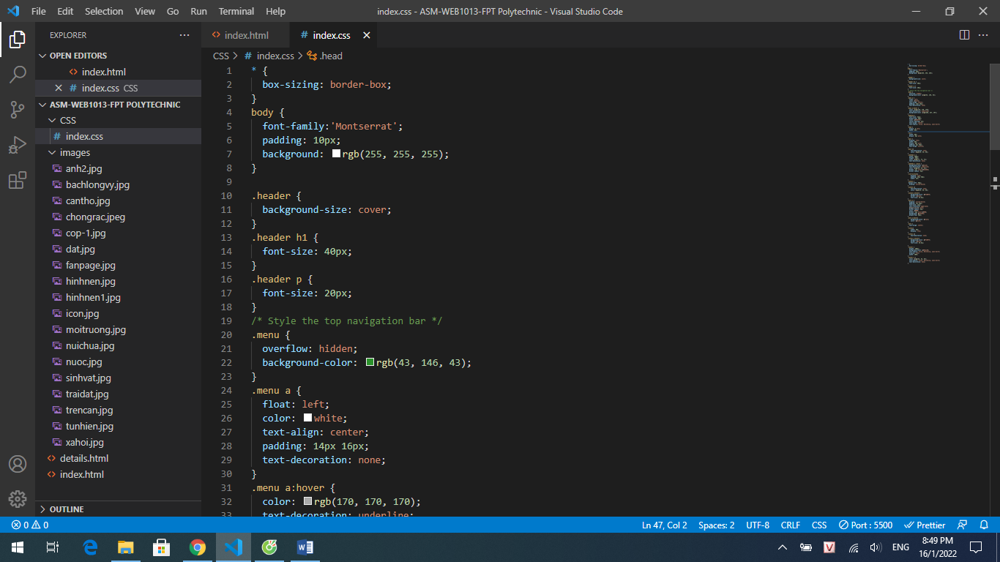 File Edit Selection View Go Run Terminal Help index.css - ASM-WEB1013-FPT Polytechnic - Visual Studio Code
EXPLORER
OPEN EDITORS
index.html
index.css CSS
ASM-WEB1013-FPT POLYTECHNIC
CSS
# index.css
images
anh2.jpg
bachlongvy.jpg
cantho.jpg
chongrac.jpeg
cop-1.jpg
dat.jpg
fanpage.jpg
hinhnen.jpg
hinhnen1.jpg
icon.jpg
moitruong.jpg
nuichua.jpg
nuoc.jpg
sinhvat.jpg
traidat.jpg
trencan.jpg
tunhien.jpg
xahoi.jpg
details.html
index.html
OUTLINE
index.html # index.css
CSS > # index.css > .head
1 * {
2 box-sizing: border-box;
3 }
4 body {
5 font-family:'Montserrat';
6 padding: 10px;
7 background: rgb(255, 255, 255);
8 }
9
10 .header {
11 background-size: cover;
12 }
13 .header h1 {
14 font-size: 40px;
15 }
16 .header p {
17 font-size: 20px;
18 }
19 /* Style the top navigation bar */
20 .menu {
21 overflow: hidden;
22 background-color: rgb(43, 146, 43);
23 }
24 .menu a {
25 float: left;
26 color: white;
27 text-align: center;
28 padding: 14px 16px;
29 text-decoration: none;
30 }
31 .menu a:hover {
32 color: rgb(170, 170, 170);
33 text-decoration: underline;
0 0 Ln 47, Col 2 Spaces: 2 UTF-8 CRLF CSS Port : 5500 Prettier
ENG 8:49 PM
16/1/2022